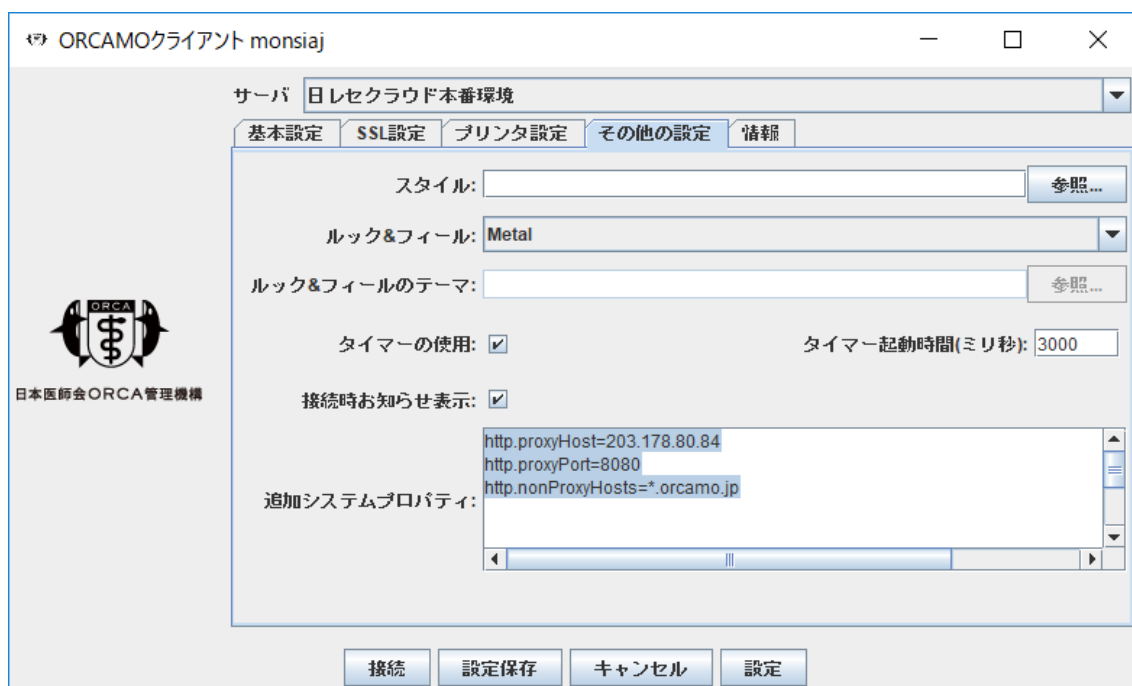 ORCAMOクライアント monsiaj
サーバ 日レセクラウド本番環境
基本設定 SSL設定 プリンタ設定 その他の設定 情報
スタイル: 参照...
ルック&フィール: Metal
ルック&フィールのテーマ: 参照...
タイマーの使用: タイマー起動時間(ミリ秒): 3000
ORCA
日本医師会ORCA管理機構
接続時お知らせ表示:
追加システムプロパティ:
http.proxyHost=203.178.80.84
http.proxyPort=8080
http.nonProxyHosts=*.orcamo.jp
接続 設定保存 キャンセル 設定